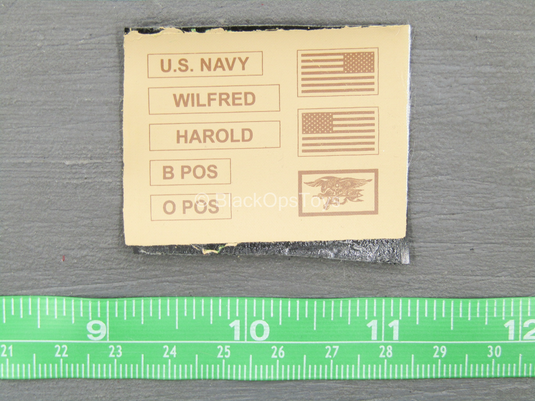 U.S. NAVY
WILFRED
HAROLD
B POS
O POS
©BlackOpsToys
9 10 11 12
21 22 23 24 25 26 27 28 29 30